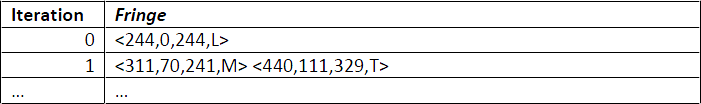 Iteration Fringe
0 <244,0,244,L>
1 <311,70,241,M> <440,111,329,T>
... ...